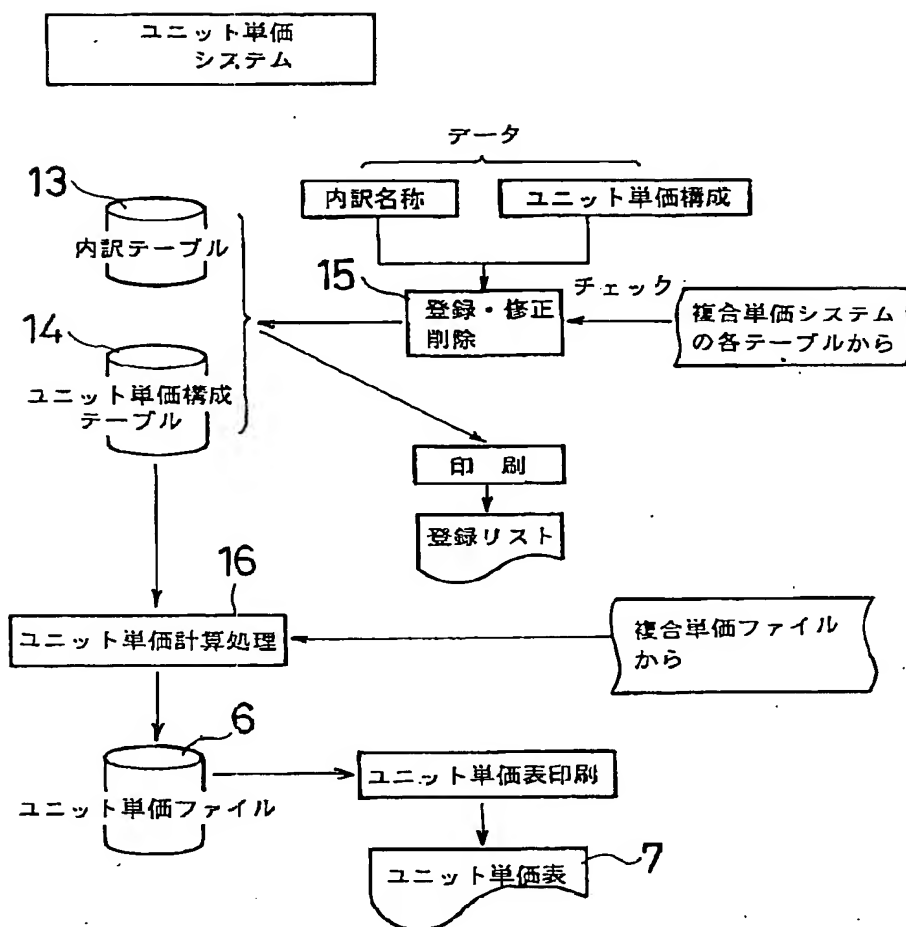 ユニット単価
システム
データ
13
内訳名称
ユニット単価構成
内訳テーブル
15
チェック
登録・修正
削除
複合単価システム
の各テーブルから
14
ユニット単価構成
テーブル
印 刷
登録リスト
16
ユニット単価計算処理
複合単価ファイル
から
6
ユニット単価表印刷
ユニット単価ファイル
ユニット単価表
7